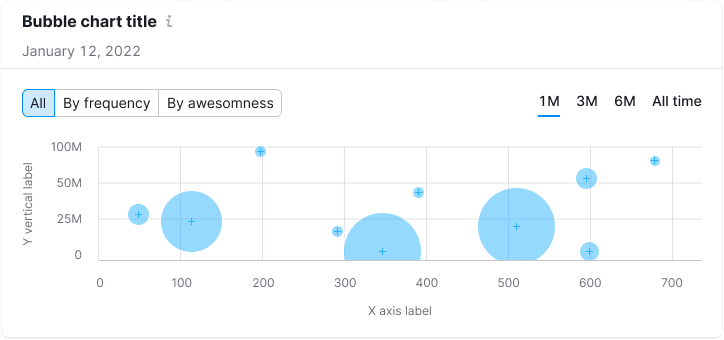 Bubble chart title i
January 12, 2022
All By frequency By awesomness 1M 3M 6M All time
Y vertical label
100M
50M
25M
0
0 100 200 300 400 500 600 700
X axis label